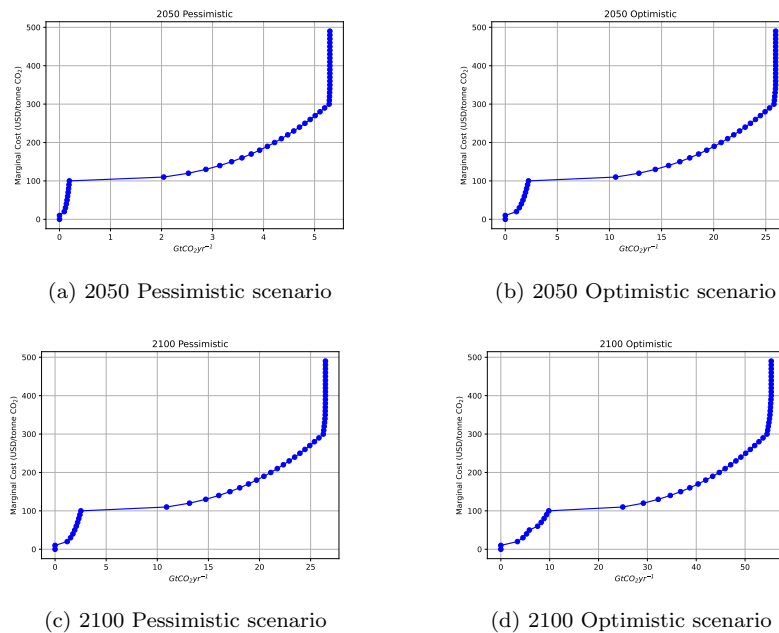 2050 Pessimistic
500
400
300
200
100
0
Marginal Cost (USD/tonne CO₂)
0 1 2 3 4 5
GtCO₂yr⁻¹
(a) 2050 Pessimistic scenario
2050 Optimistic
500
400
300
200
100
0
Marginal Cost (USD/tonne CO₂)
0 5 10 15 20 25
GtCO₂yr⁻¹
(b) 2050 Optimistic scenario
2100 Pessimistic
500
400
300
200
100
0
Marginal Cost (USD/tonne CO₂)
0 5 10 15 20 25
GtCO₂yr⁻¹
(c) 2100 Pessimistic scenario
2100 Optimistic
500
400
300
200
100
0
Marginal Cost (USD/tonne CO₂)
0 10 20 30 40 50
GtCO₂yr⁻¹
(d) 2100 Optimistic scenario